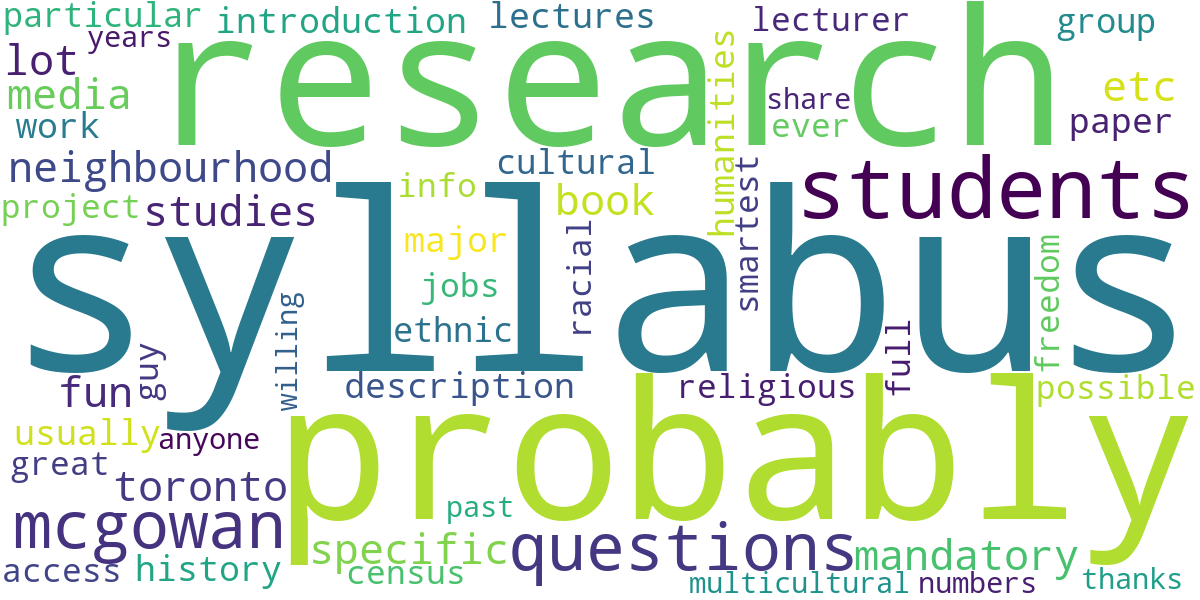 particular
introduction
lectures
lecturer
group
years
lot
research
humanities
media
share
etc
work
ever
paper
neighbourhood
cultural
smartest
students
info
book
project
studies
syllabus
major
racial
freedom
jobs
willing
ethnic
full
guy
fun
description
religious
possible
probably
usually
anyone
great
toronto
past
mcgowan
specific
questions
mandatory
access
history
census
multicultural
numbers
thanks